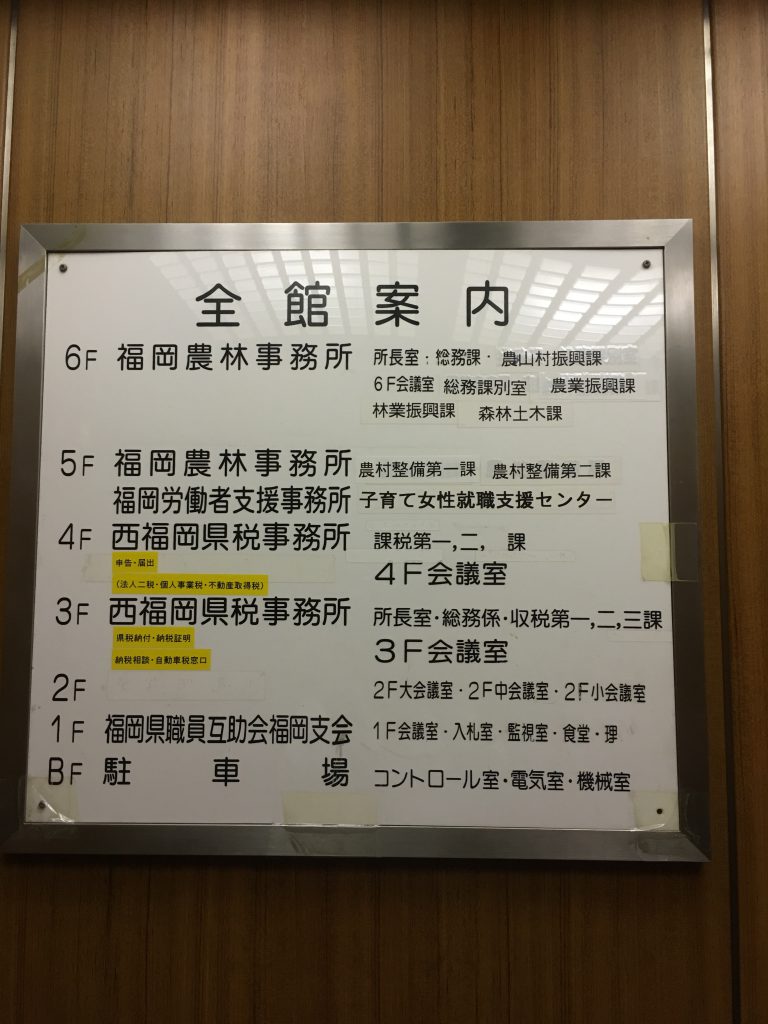 全館案内
6F 福岡農林事務所 所長室：総務課・農山村振興課
6F会議室 総務課別室 農業振興課
林業振興課 森林土木課
5F 福岡農林事務所 農村整備第一課 農村整備第二課
福岡労働者支援事務所 子育て女性就職支援センター
4F 西福岡県税事務所 課税第一,二, 課
申告・届出
(法人二税・個人事業税・不動産取得税)
4F会議室
3F 西福岡県税事務所 所長室・総務係・収税第一,二,三課
県税納付・納税証明
納税相談・自動車税窓口
3F会議室
2F 2F大会議室・2F中会議室・2F小会議室
1F 福岡県職員互助会福岡支会 1F会議室・入札室・監視室・食堂・理
BF 駐車場 コントロール室・電気室・機械室